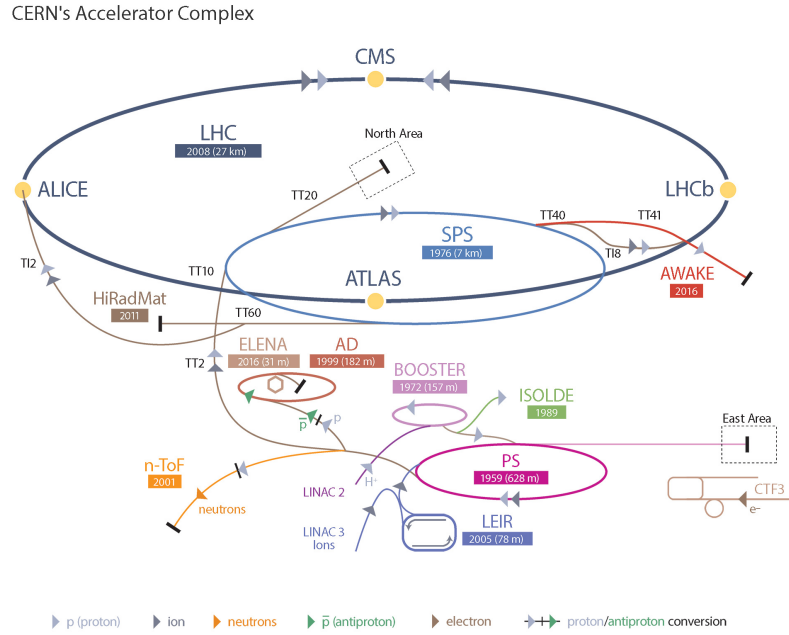 CERN's Accelerator Complex
CMS
LHC
2008 (27 km)
North Area
ALICE
LHCb
TT20
TT40
TT41
SPS
1976 (7 km)
TI8
TI2
TT10
ATLAS
AWAKE
2016
HiRadMat
2011
TT60
ELENA
2016 (31 m)
AD
1999 (182 m)
TT2
BOOSTER
1972 (157 m)
ISOLDE
1989
p
p̅
East Area
n-ToF
2001
PS
1959 (628 m)
H⁺
LINAC 2
neutrons
CTF3
e-
LINAC 3
Ions
LEIR
2005 (78 m)
p (proton)
ion
neutrons
p̅ (antiproton)
electron
proton/antiproton conversion